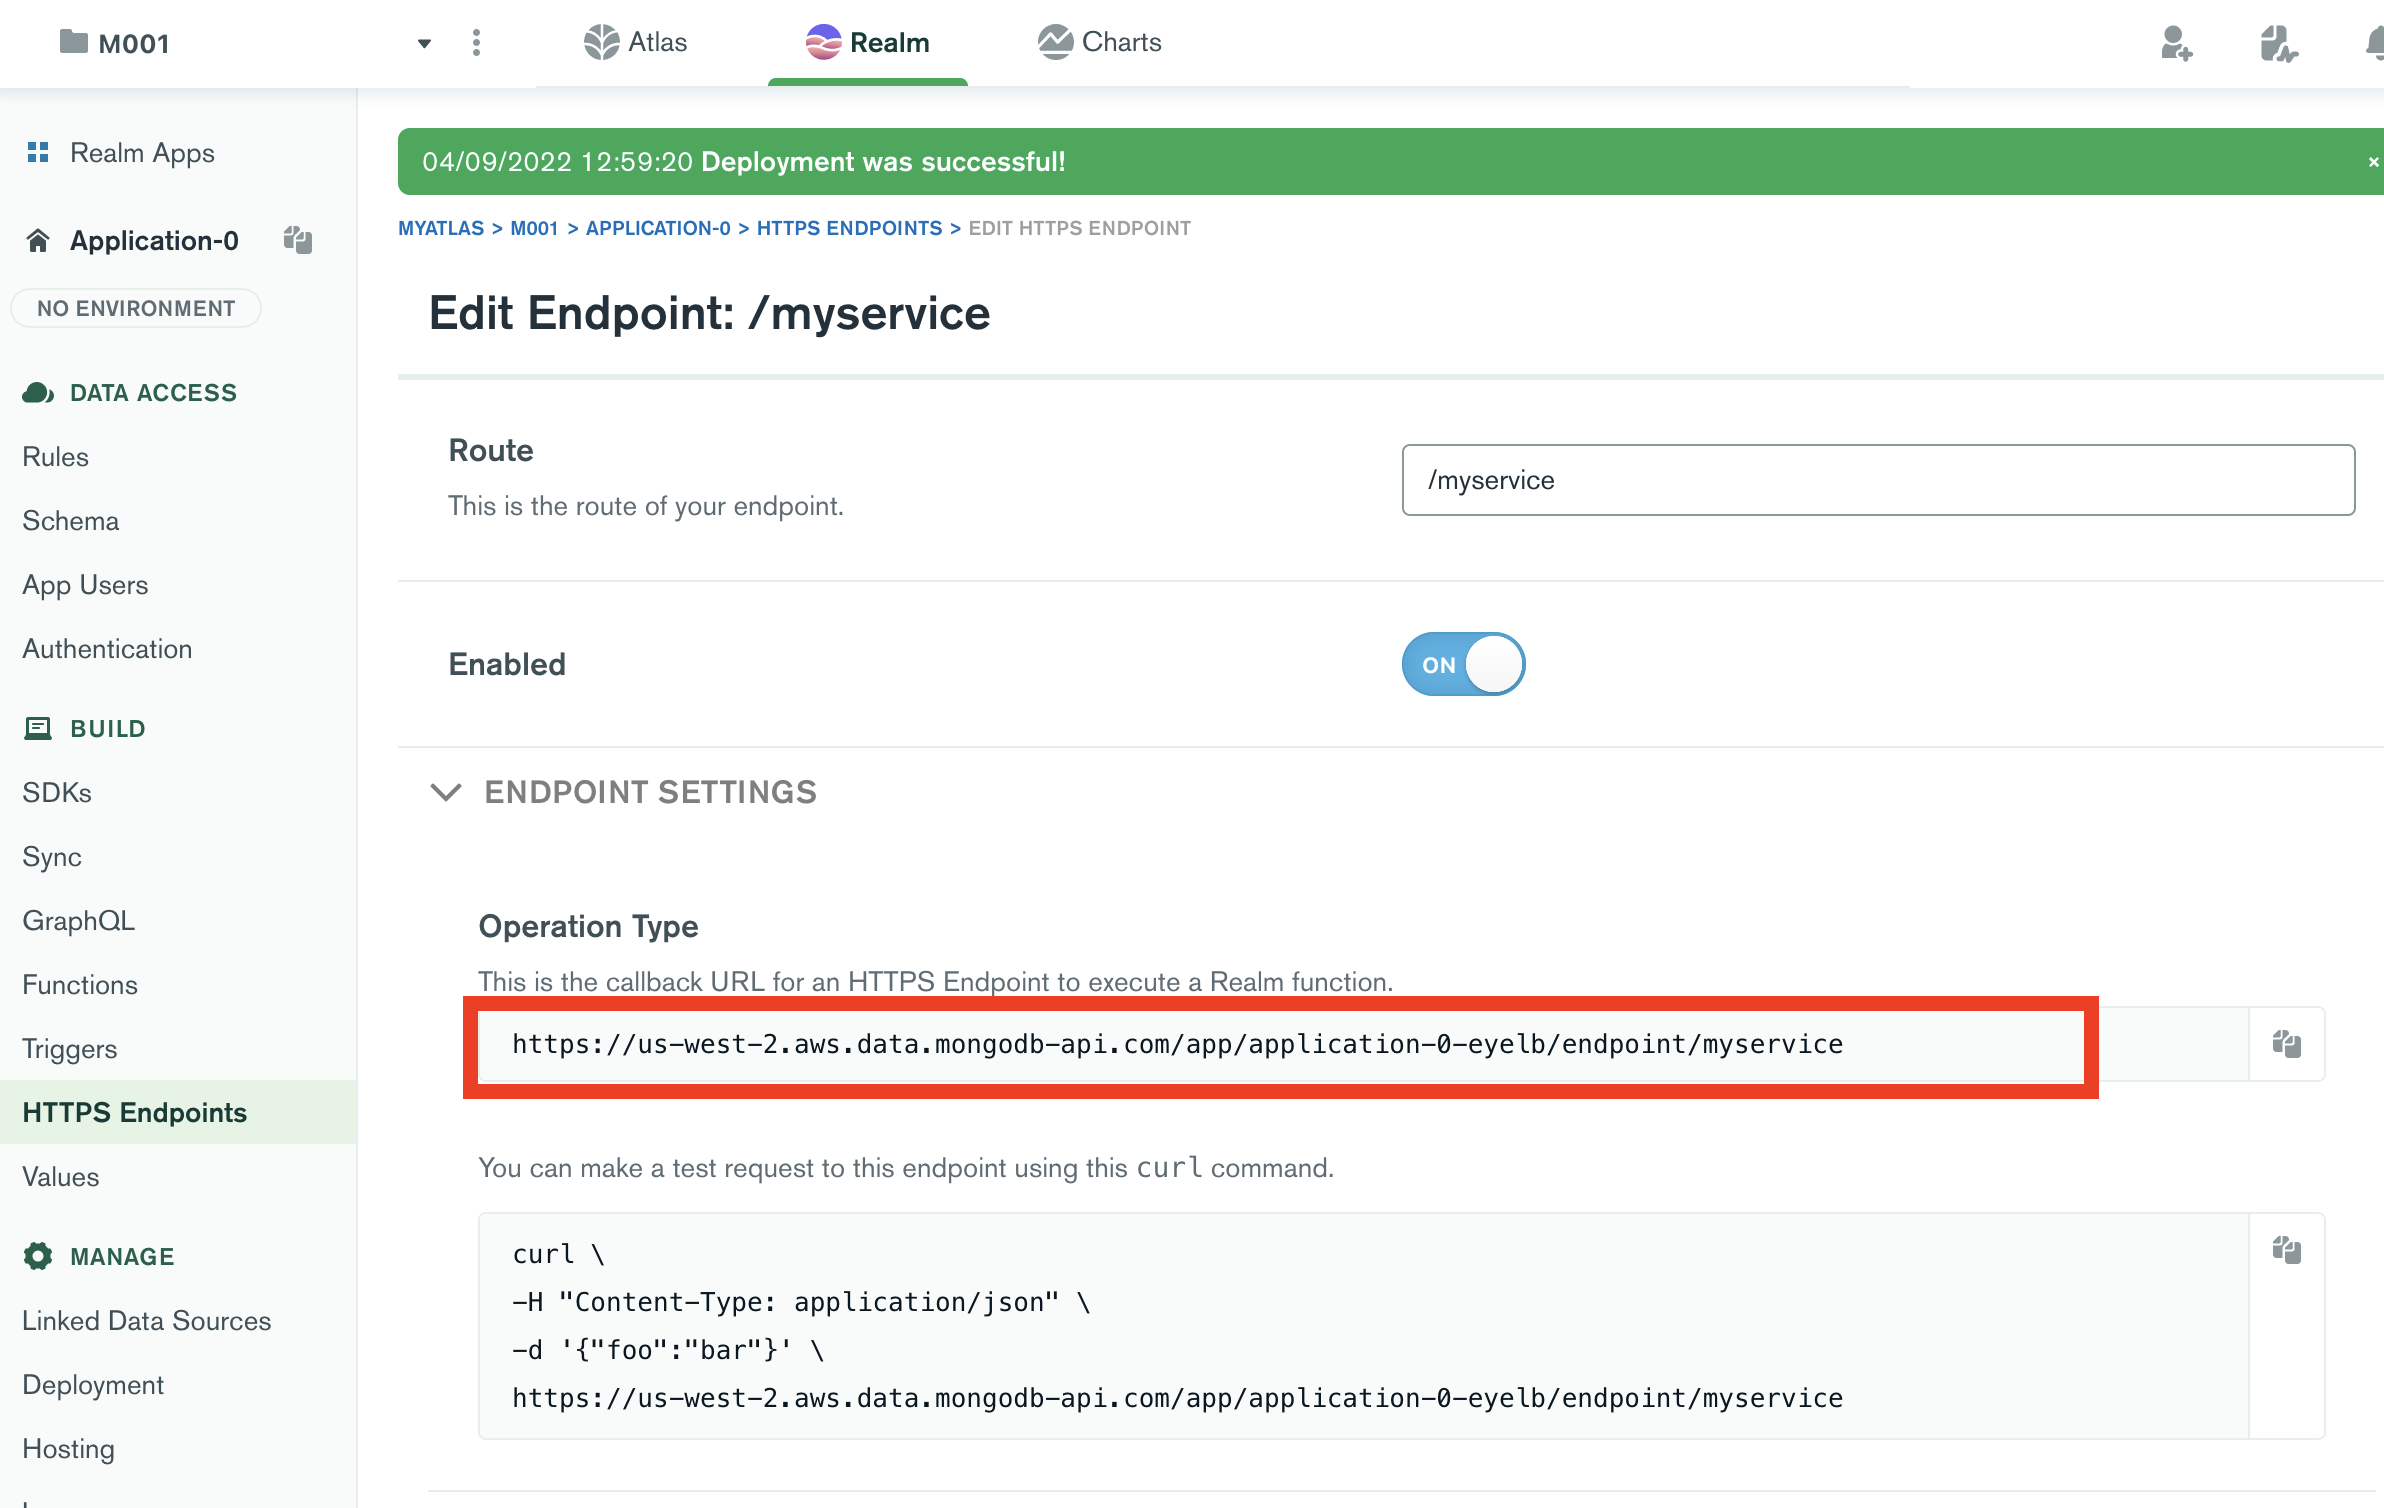 M001
Atlas
Realm
Charts
Realm Apps
Application-0
NO ENVIRONMENT
DATA ACCESS
Rules
Schema
App Users
Authentication
BUILD
SDKs
Sync
GraphQL
Functions
Triggers
HTTPS Endpoints
Values
MANAGE
Linked Data Sources
Deployment
Hosting
04/09/2022 12:59:20 Deployment was successful!
MYATLAS > M001 > APPLICATION-0 > HTTPS ENDPOINTS > EDIT HTTPS ENDPOINT
Edit Endpoint: /myservice
Route
This is the route of your endpoint.
/myservice
Enabled
ON
ENDPOINT SETTINGS
Operation Type
This is the callback URL for an HTTPS Endpoint to execute a Realm function.
https://us-west-2.aws.data.mongodb-api.com/app/application-0-eyelb/endpoint/myservice
You can make a test request to this endpoint using this curl command.
curl \
-H "Content-Type: application/json" \
-d '{"foo":"bar"}' \
https://us-west-2.aws.data.mongodb-api.com/app/application-0-eyelb/endpoint/myservice